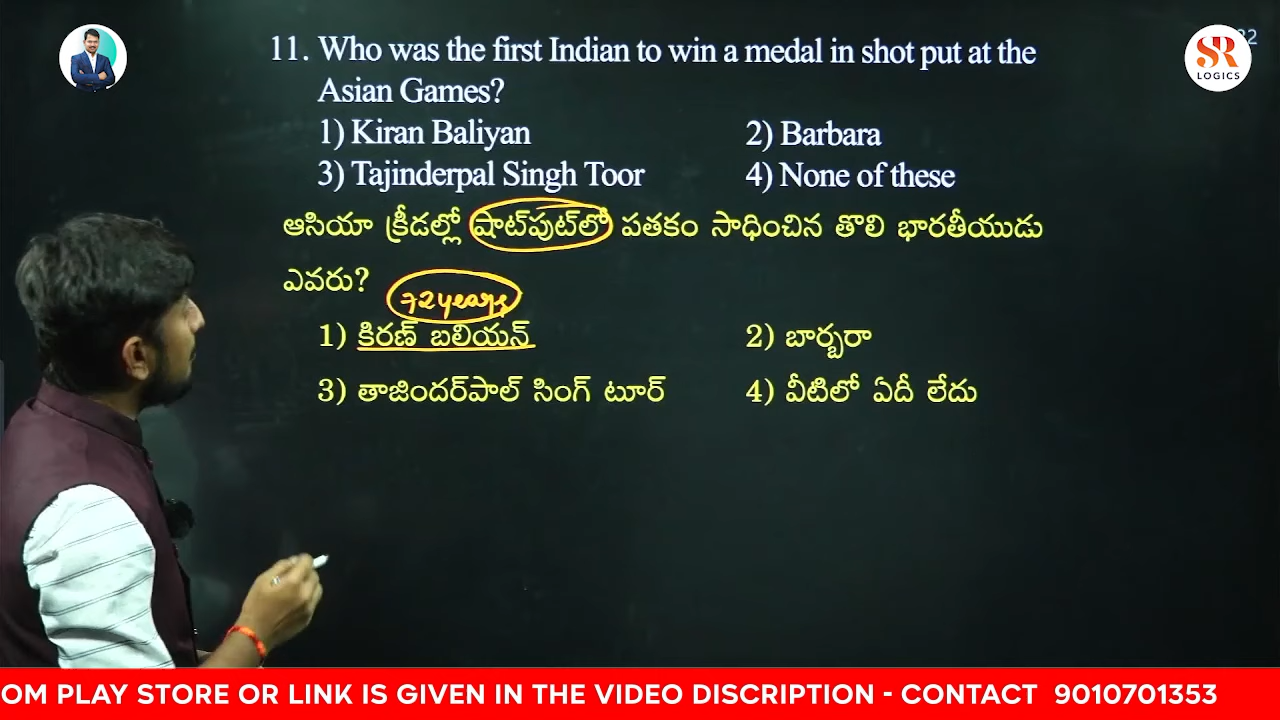 11. Who was the first Indian to win a medal in shot put at the
Asian Games?
1) Kiran Baliyan 2) Barbara
3) Tajinderpal Singh Toor 4) None of these
ఆసియా క్రీడల్లో షాట్‌పుట్‌లో పతకం సాధించిన తొలి భారతీయుడు
ఎవరు?
72 years
1) కిరణ్ బలియన్ 2) బార్బరా
3) తాజిందర్‌పాల్ సింగ్ టూర్ 4) వీటిలో ఏదీ లేదు
SR
LOGICS
OM PLAY STORE OR LINK IS GIVEN IN THE VIDEO DISCRIPTION - CONTACT 9010701353